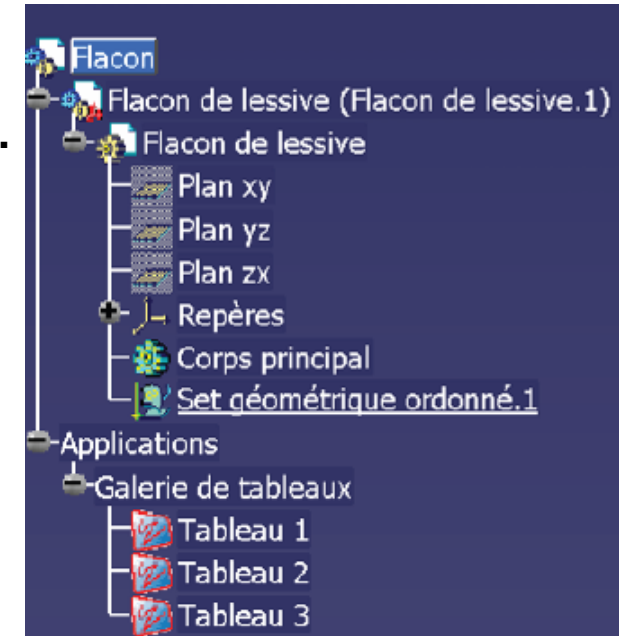 Flacon
Flacon de lessive (Flacon de lessive.1)
Flacon de lessive
Plan xy
Plan yz
Plan zx
Repères
Corps principal
Set géométrique ordonné.1
Applications
Galerie de tableaux
Tableau 1
Tableau 2
Tableau 3